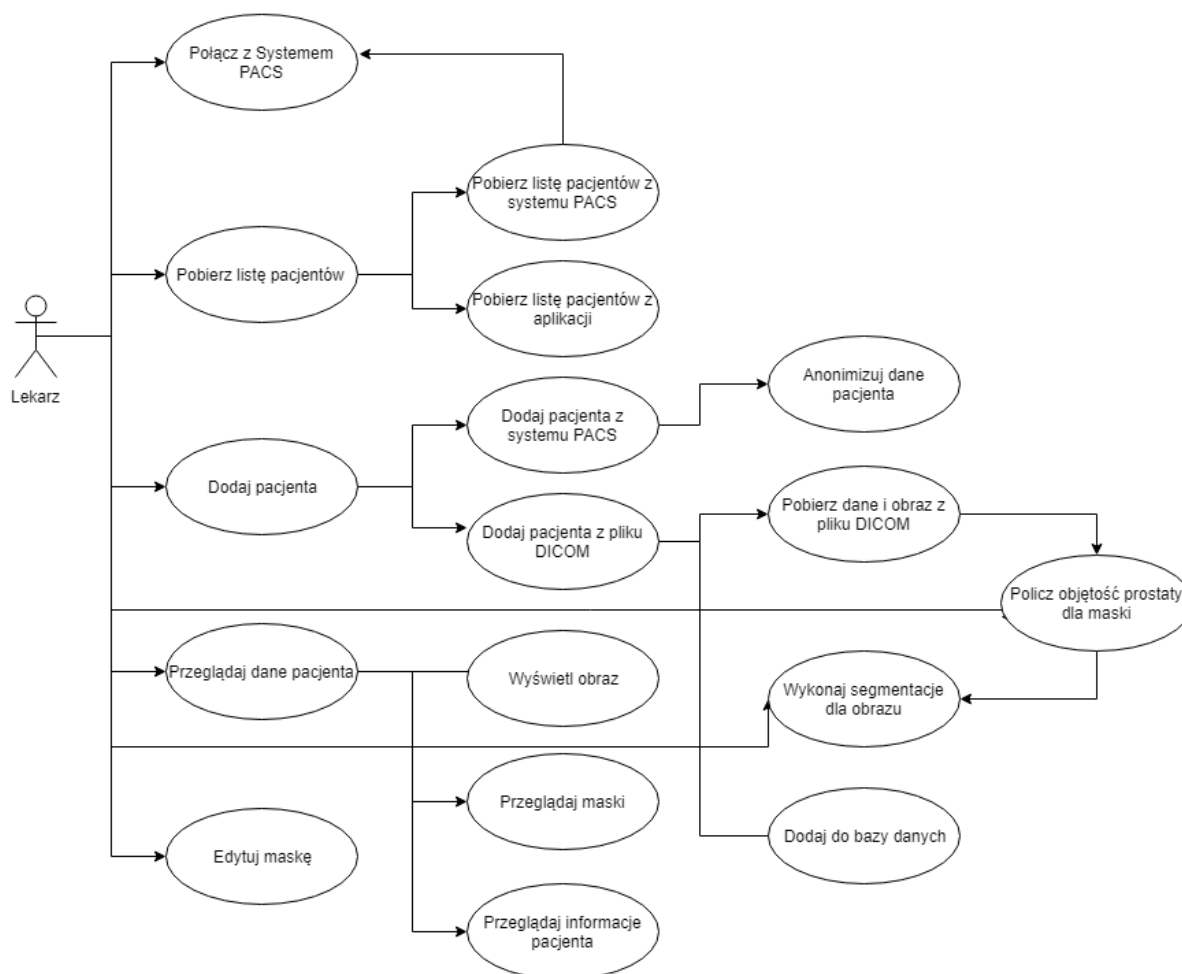 Połącz z Systemem
PACS
Pobierz listę pacjentów z
systemu PACS
Pobierz listę pacjentów
Pobierz listę pacjentów z
aplikacji
Lekarz
Anonimizuj dane
pacjenta
Dodaj pacjenta z
systemu PACS
Dodaj pacjenta
Dodaj pacjenta z pliku
DICOM
Pobierz dane i obraz z
pliku DICOM
Policz objętość prostaty
dla maski
Przeglądaj dane pacjenta
Wyświetl obraz
Wykonaj segmentacje
dla obrazu
Przeglądaj maski
Dodaj do bazy danych
Edytuj maskę
Przeglądaj informacje
pacjenta